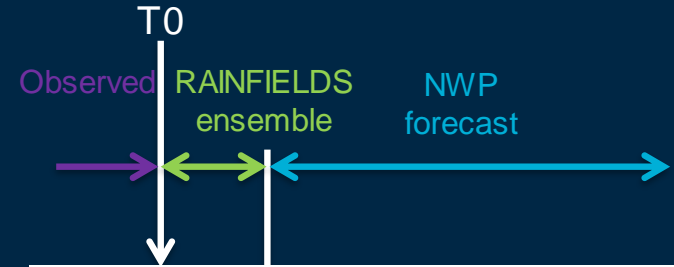 T0
Observed
RAINFIELDS
ensemble
NWP
forecast